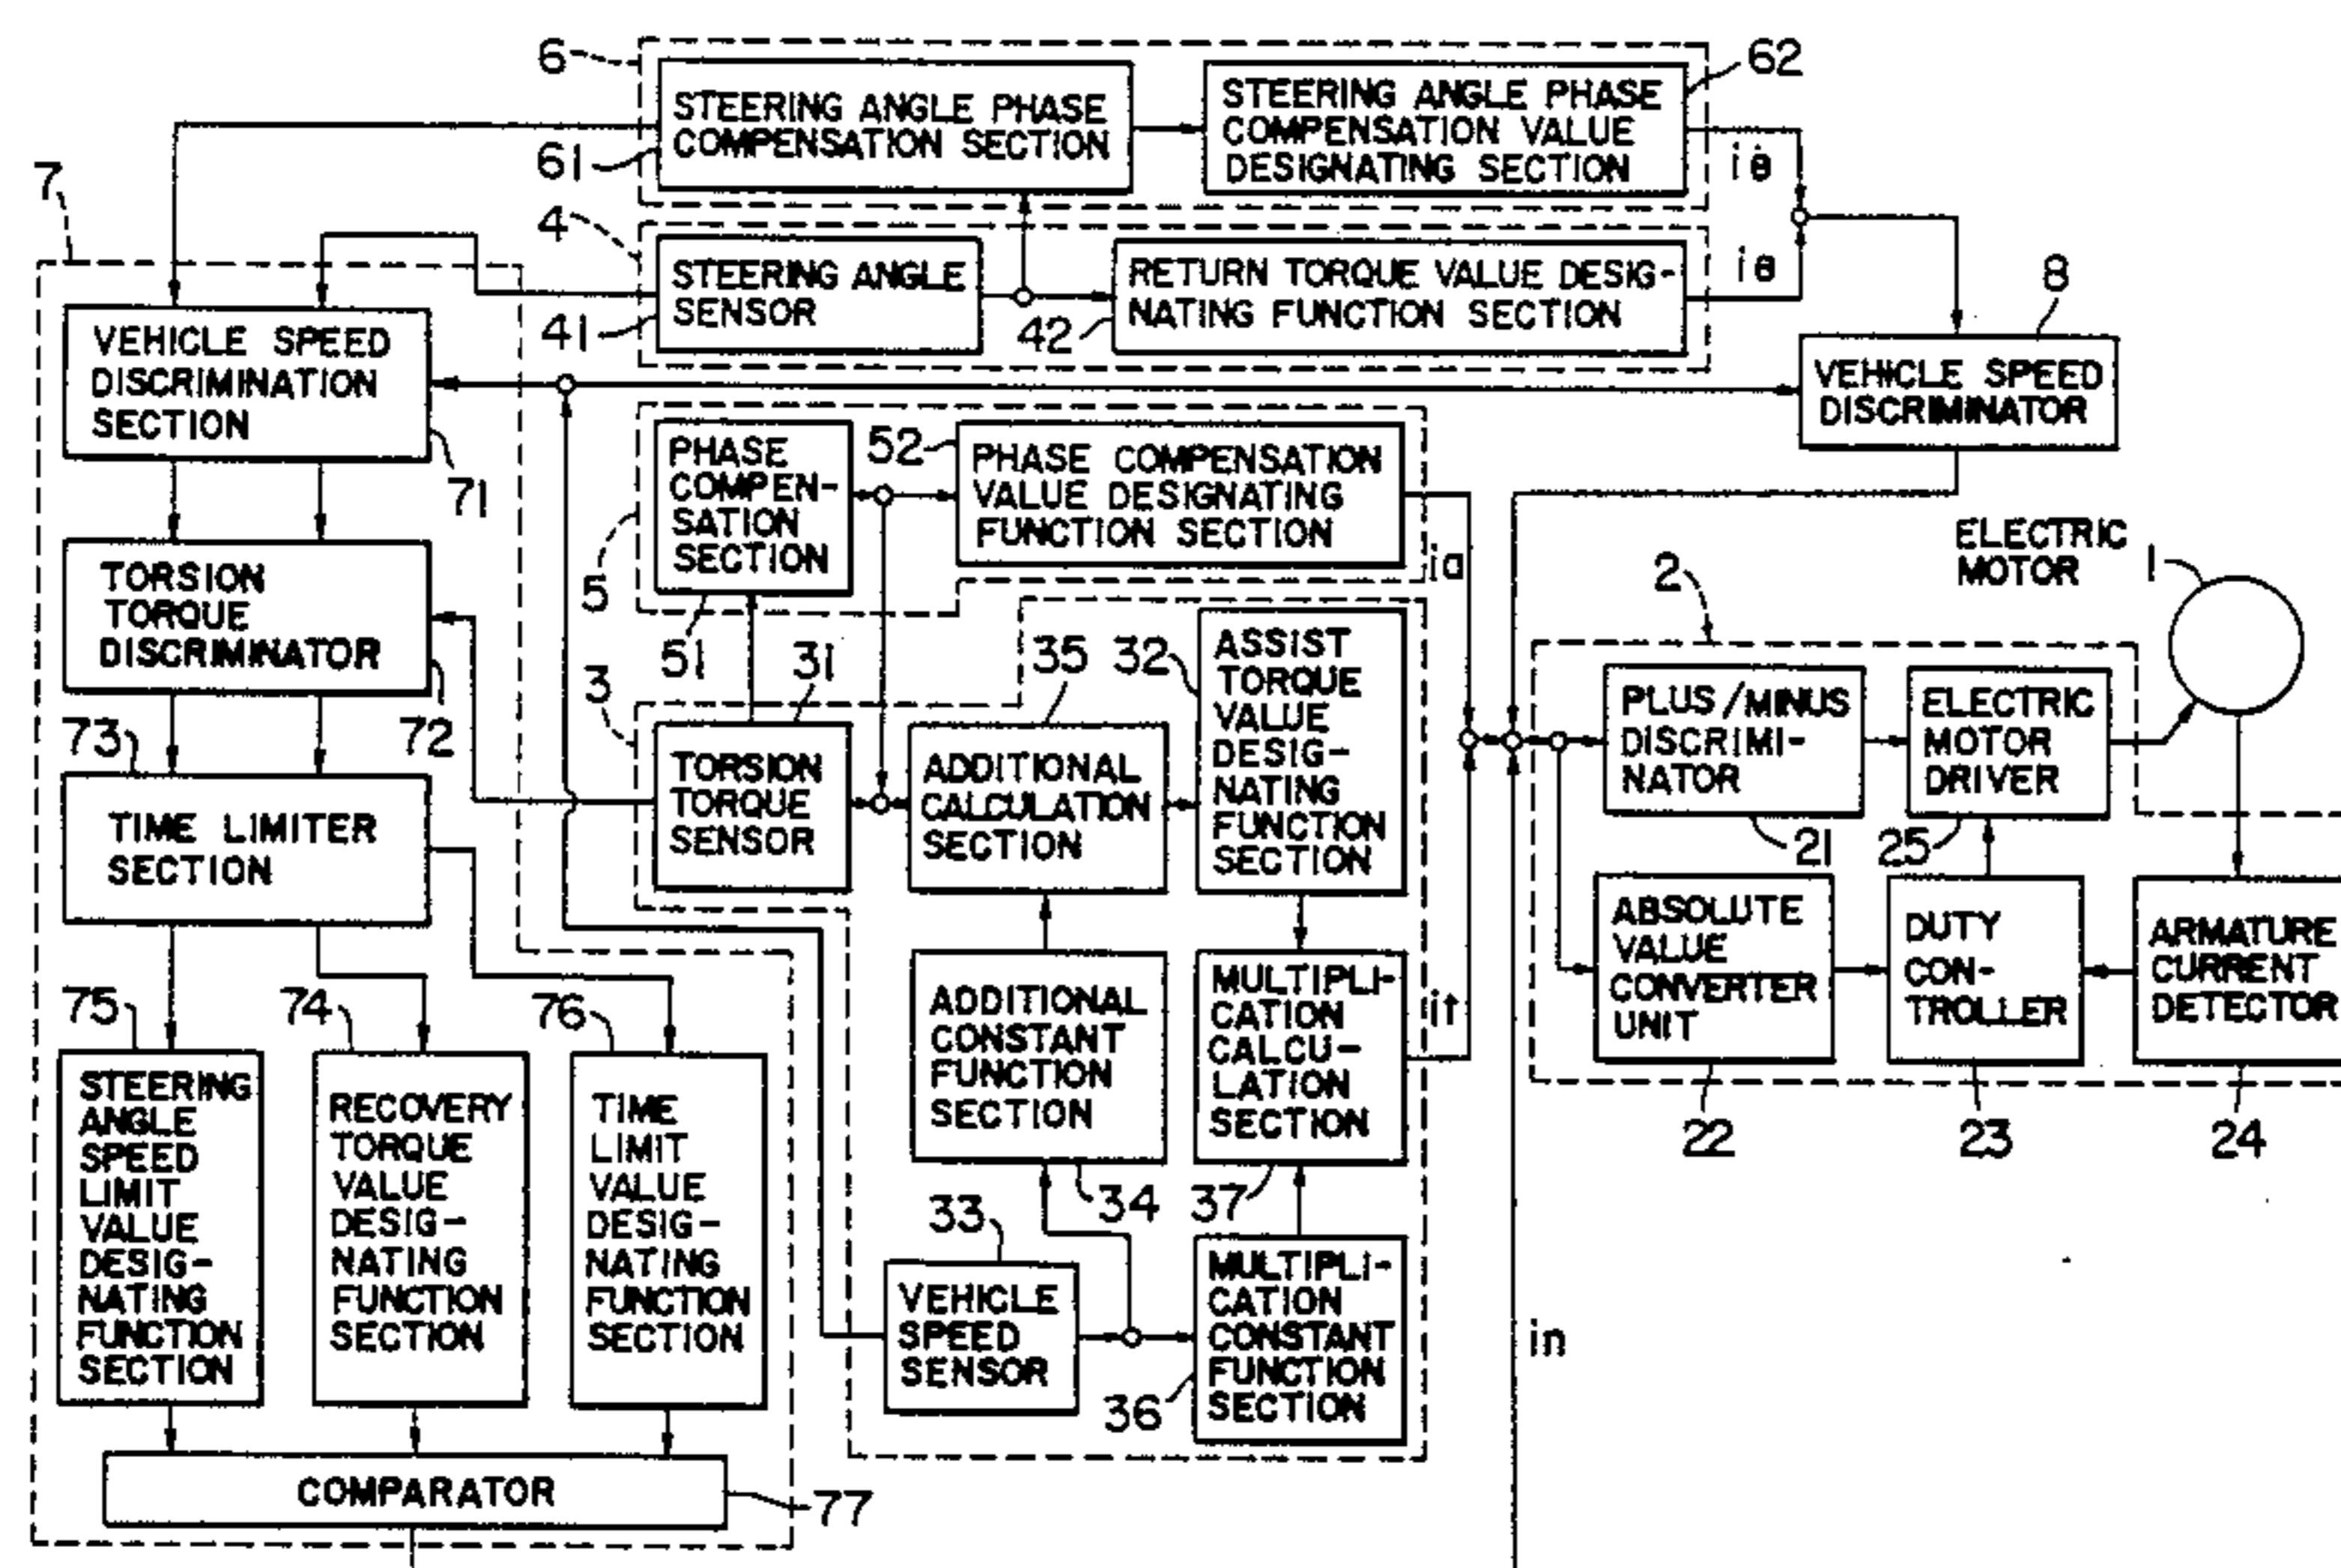 6
STEERING ANGLE PHASE
COMPENSATION SECTION
61
STEERING ANGLE PHASE
COMPENSATION VALUE
DESIGNATING SECTION
62
iė
7
4
STEERING ANGLE
SENSOR
41
RETURN TORQUE VALUE DESIG-
NATING FUNCTION SECTION
42
ie
8
VEHICLE SPEED
DISCRIMINATOR
VEHICLE SPEED
DISCRIMINATION
SECTION
71
PHASE
COMPEN-
SATION
SECTION
5
51
52
PHASE COMPENSATION
VALUE DESIGNATING
FUNCTION SECTION
ia
TORSION
TORQUE
DISCRIMINATOR
72
3
31
TORSION
TORQUE
SENSOR
35
ADDITIONAL
CALCULATION
SECTION
32
ASSIST
TORQUE
VALUE
DESIG-
NATING
FUNCTION
SECTION
ELECTRIC
MOTOR
1
2
PLUS/MINUS
DISCRIMI-
NATOR
21
ELECTRIC
MOTOR
DRIVER
25
73
TIME LIMITER
SECTION
ADDITIONAL
CONSTANT
FUNCTION
SECTION
34
MULTIPLI-
CATION
CALCU-
LATION
SECTION
37
it
ABSOLUTE
VALUE
CONVERTER
UNIT
22
DUTY
CON-
TROLLER
23
ARMATURE
CURRENT
DETECTOR
24
75
STEERING
ANGLE
SPEED
LIMIT
VALUE
DESIG-
NATING
FUNCTION
SECTION
74
RECOVERY
TORQUE
VALUE
DESIG-
NATING
FUNCTION
SECTION
76
TIME
LIMIT
VALUE
DESIG-
NATING
FUNCTION
SECTION
33
VEHICLE
SPEED
SENSOR
36
MULTIPLI-
CATION
CONSTANT
FUNCTION
SECTION
in
COMPARATOR
77